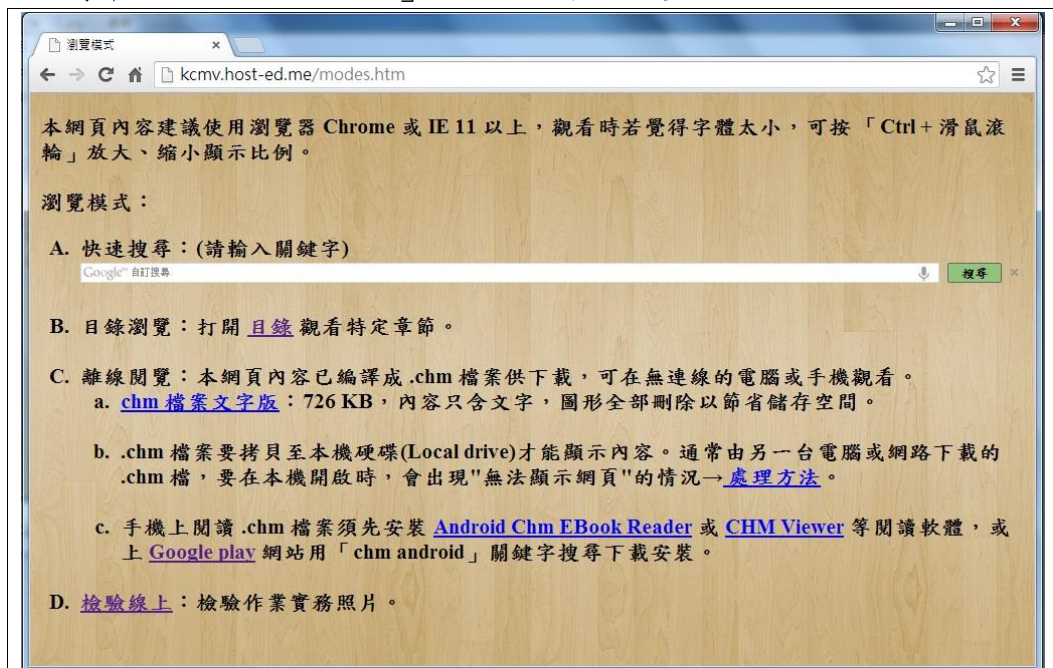 瀏覽模式
kcmv.host-ed.me/modes.htm
本網頁內容建議使用瀏覽器 Chrome 或 IE 11 以上，觀看時若覺得字體太小，可按「Ctrl + 滑鼠滾
輪」放大、縮小顯示比例。
瀏覽模式：
A. 快速搜尋：(請輸入關鍵字)
Google™ 自訂搜尋
搜尋
B. 目錄瀏覽：打開 目錄 觀看特定章節。
C. 離線閱覽：本網頁內容已編譯成 .chm 檔案供下載，可在無連線的電腦或手機觀看。
a. chm 檔案文字版：726 KB，內容只含文字，圖形全部刪除以節省儲存空間。
b. .chm 檔案要拷貝至本機硬碟(Local drive)才能顯示內容。通常由另一台電腦或網路下載的
.chm 檔，要在本機開啟時，會出現"無法顯示網頁"的情況→ 處理方法。
c. 手機上閱讀 .chm 檔案須先安裝 Android Chm EBook Reader 或 CHM Viewer 等閱讀軟體，或
上 Google play 網站用「chm android」關鍵字搜尋下載安裝。
D. 檢驗線上：檢驗作業實務照片。